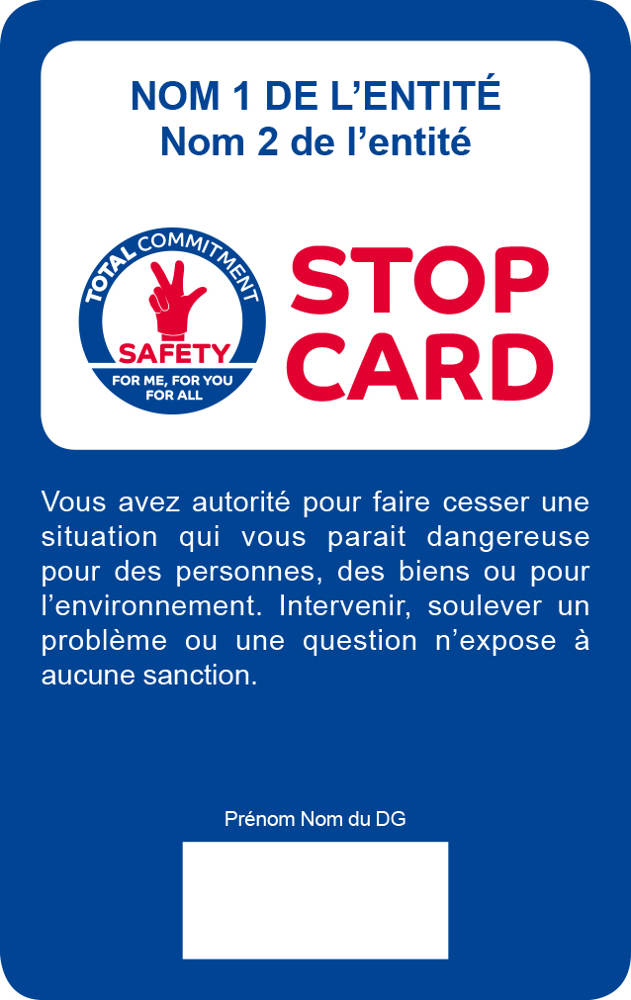 NOM 1 DE L’ENTITÉ
Nom 2 de l’entité
TOTAL COMMITMENT
SAFETY
FOR ME, FOR YOU
FOR ALL
STOP
CARD
Vous avez autorité pour faire cesser une
situation qui vous parait dangereuse
pour des personnes, des biens ou pour
l’environnement. Intervenir, soulever un
problème ou une question n’expose à
aucune sanction.
Prénom Nom du DG